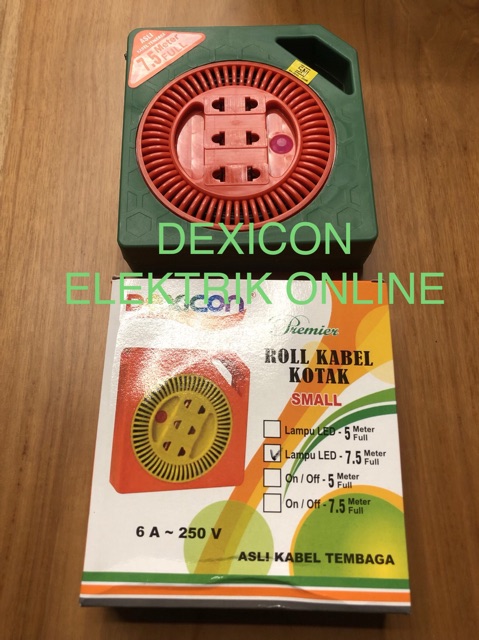 ASLI
7.5 Meter
FULL
DEXICON
ELEKTRIK ONLINE
Dexicon
Premier
ROLL KABEL
KOTAK
SMALL
Lampu LED - 5 Meter Full
Lampu LED - 7.5 Meter Full
On / Off - 5 Meter Full
On / Off - 7.5 Meter Full
6 A ~ 250 V
ASLI KABEL TEMBAGA